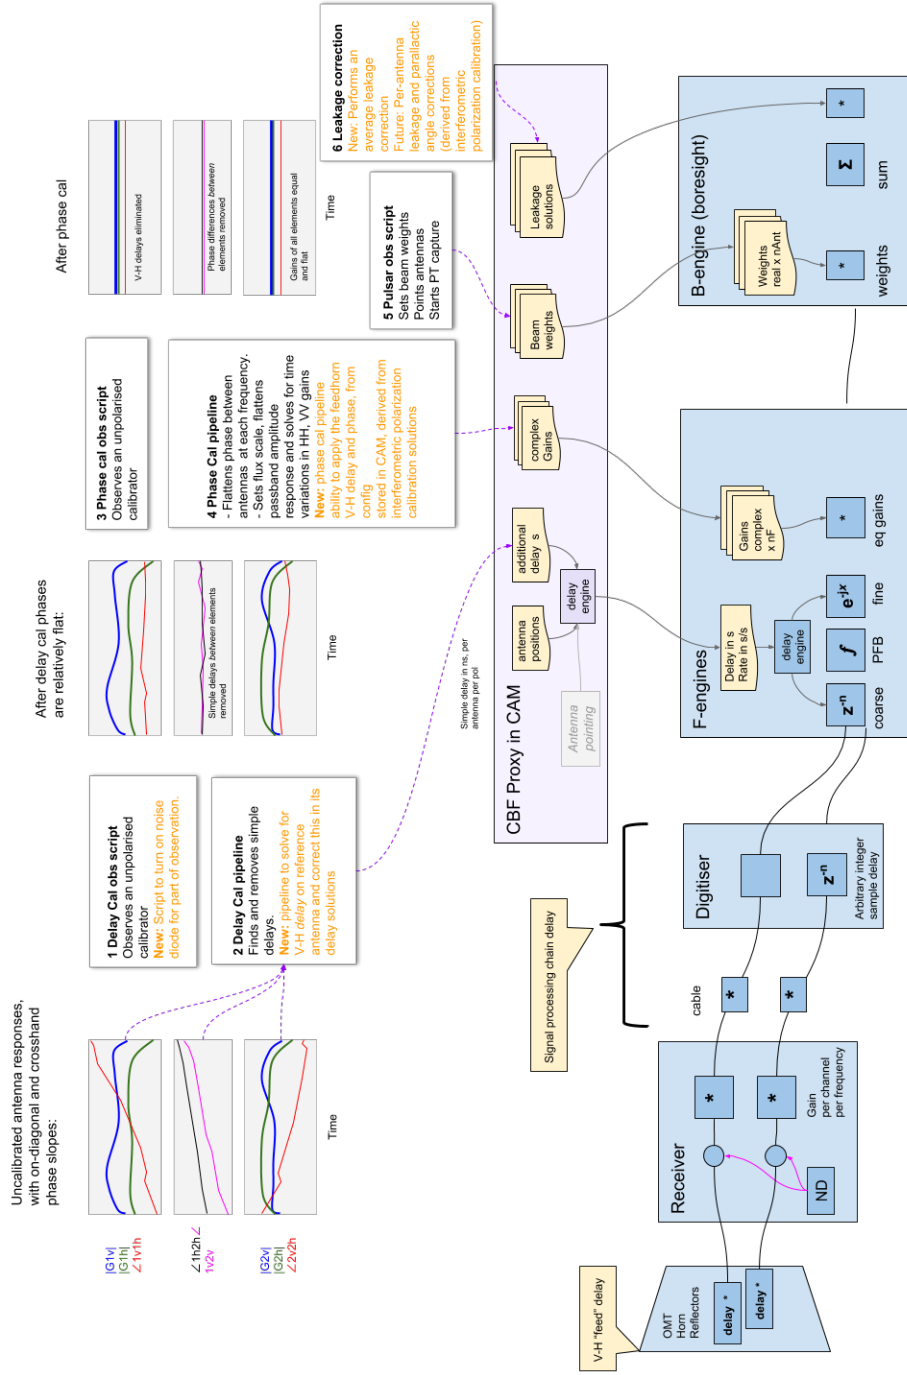 Uncalibrated antenna responses,
with on-diagonal and crosshand
phase slopes:
|G1v|
|G1h|
∠1v1h
∠1h2h∠
1v2v
|G2v|
|G2h|
∠2v2h
Time
1 Delay Cal obs script
Observes an unpolarised
calibrator
New: Script to turn on noise
diode for part of observation.
2 Delay Cal pipeline
Finds and removes simple
delays.
New: pipeline to solve for
V-H delay on reference
antenna and correct this in its
delay solutions
After delay cal phases
are relatively flat:
Simple delays between elements
removed
Time
3 Phase cal obs script
Observes an unpolarised
calibrator
4 Phase Cal pipeline
- Flattens phase between
antennas at each frequency.
- Sets flux scale, flattens
passband amplitude
response and solves for time
variations in HH, VV gains
New: phase cal pipeline
ability to apply the feedhorn
V-H delay and phase, from
config
stored in CAM, derived from
interferometric polarization
calibration solutions
After phase cal
V-H delays eliminated
Phase differences between
elements removed
Gains of all elements equal
and flat
Time
5 Pulsar obs script
Sets beam weights
Points antennas
Starts PT capture
6 Leakage correction
New: Performs an
average leakage
correction
Future: Per-antenna
leakage and parallactic
angle corrections
(derived from
interferometric
polarization calibration)
Simple delay in ns, per
antenna per pol
CBF Proxy in CAM
Antenna
pointing
antenna
positions
additional
delay s
delay
engine
complex
Gains
Beam
weights
Leakage
solutions
V-H "feed" delay
OMT
Horn
Reflectors
delay *
delay *
Receiver
ND
*
*
Gain
per channel
per frequency
Signal processing chain delay
cable
*
*
Digitiser
z-n
Arbitrary integer
sample delay
F-engines
Delay in s
Rate in s/s
delay
engine
z-n
coarse
f
PFB
e-jx
fine
Gains
complex
x nF
*
eq gains
B-engine (boresight)
Weights
real x nAnt
*
weights
Σ
sum
*